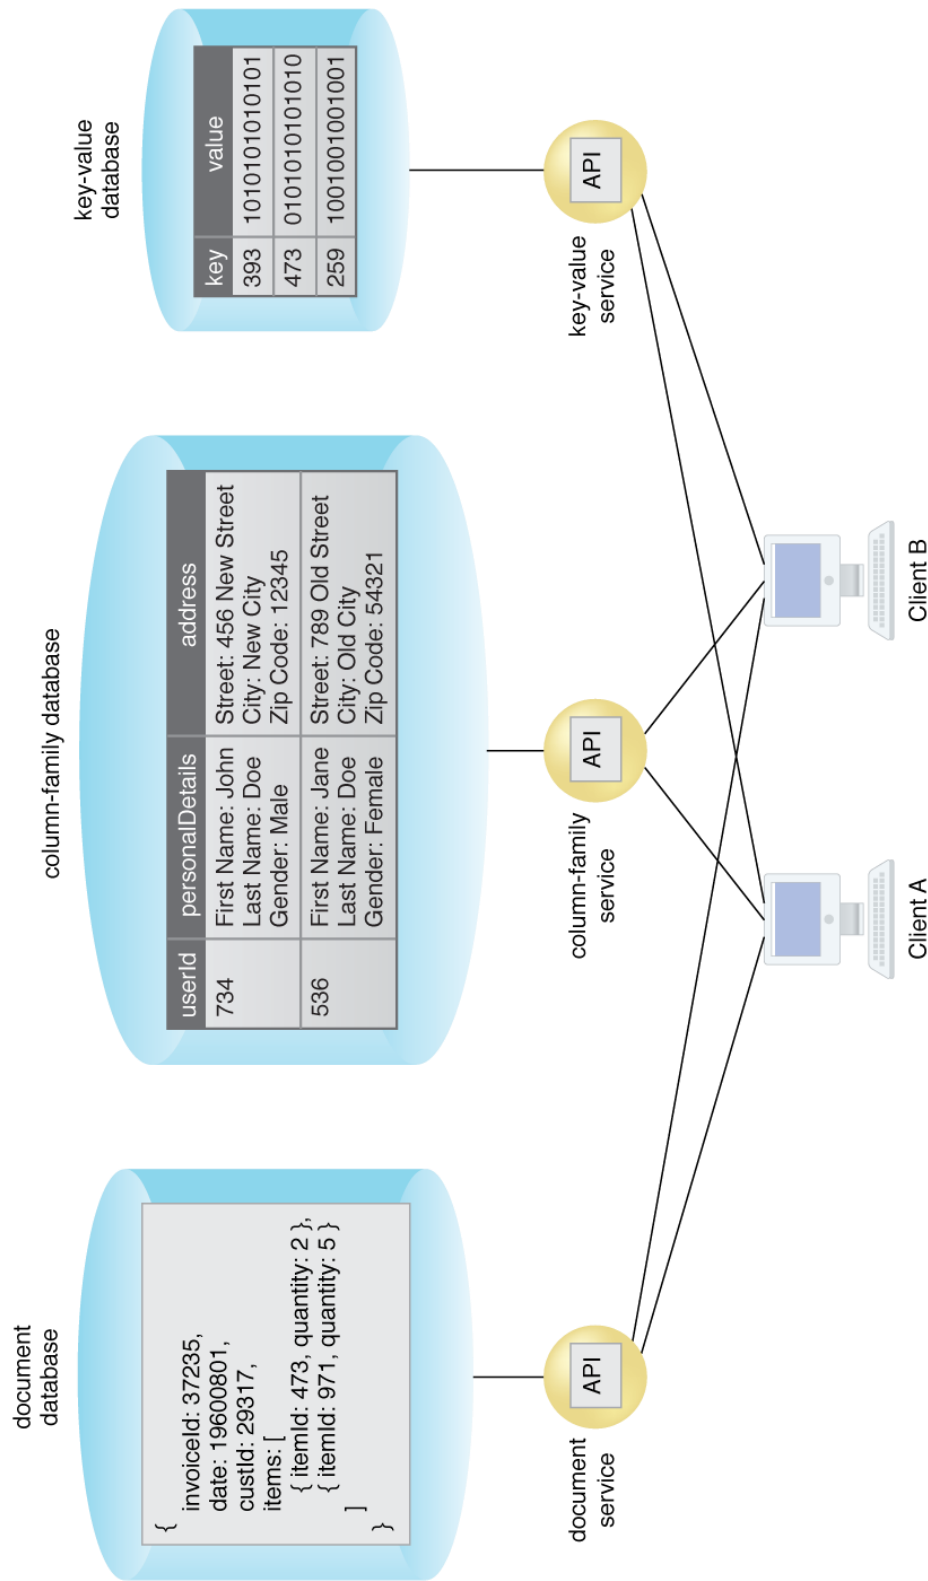 document
database
{
invoiceId: 37235,
date: 19600801,
custId: 29317,
items: [
{ itemId: 473, quantity: 2 },
{ itemId: 971, quantity: 5 }
]
}
document
service
API
column-family database
userId personalDetails address
734
First Name: John
Last Name: Doe
Gender: Male
Street: 456 New Street
City: New City
Zip Code: 12345
536
First Name: Jane
Last Name: Doe
Gender: Female
Street: 789 Old Street
City: Old City
Zip Code: 54321
column-family
service
API
key-value
database
key value
393 10101010101
473 0101010101010
259 1001001001001
key-value
service
API
Client A
Client B